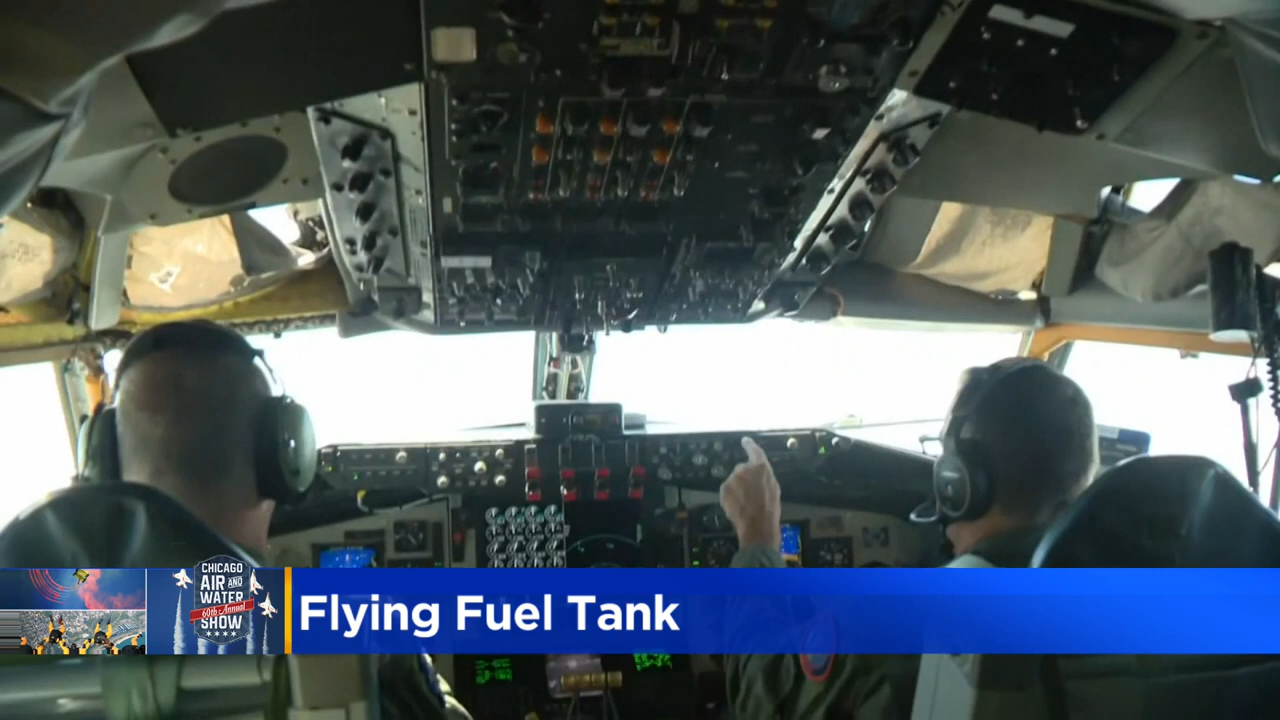 CHICAGO
AIR AND
WATER
60th Annual
SHOW
Flying Fuel Tank